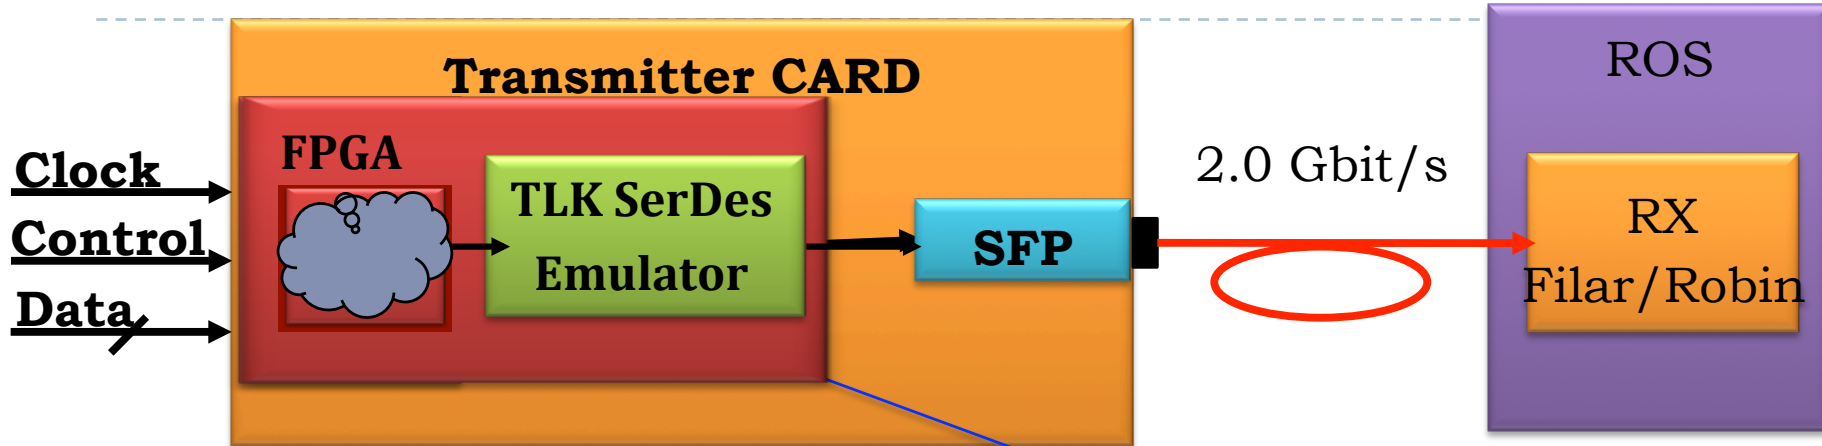 Transmitter CARD
ROS
FPGA
Clock
Control
Data
TLK SerDes
Emulator
SFP
2.0 Gbit/s
RX
Filar/Robin